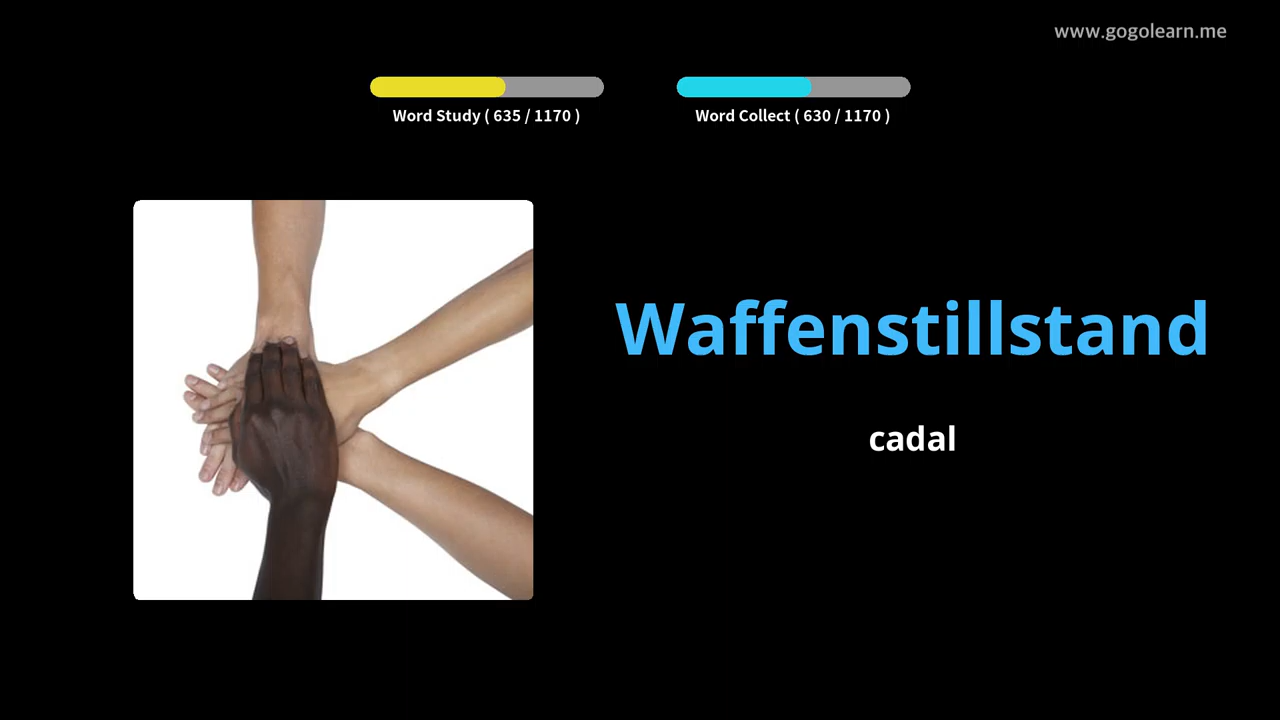 www.gogolearn.me
Word Study ( 635 / 1170 )
Word Collect ( 630 / 1170 )
Waffenstillstand
cadal